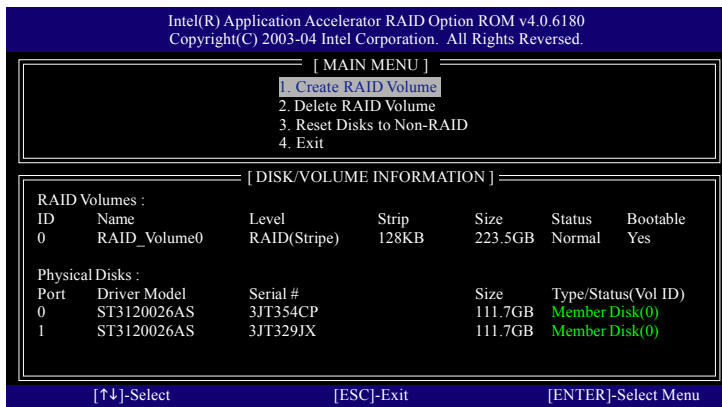 Intel(R) Application Accelerator RAID Option ROM v4.0.6180
Copyright(C) 2003-04 Intel Corporation. All Rights Reversed.
[ MAIN MENU ]
1. Create RAID Volume
2. Delete RAID Volume
3. Reset Disks to Non-RAID
4. Exit
[ DISK/VOLUME INFORMATION ]
RAID Volumes :
ID Name Level Strip Size Status Bootable
0 RAID_Volume0 RAID(Stripe) 128KB 223.5GB Normal Yes
Physical Disks :
Port Driver Model Serial # Size Type/Status(Vol ID)
0 ST3120026AS 3JT354CP 111.7GB Member Disk(0)
1 ST3120026AS 3JT329JX 111.7GB Member Disk(0)
[↑↓]-Select [ESC]-Exit [ENTER]-Select Menu